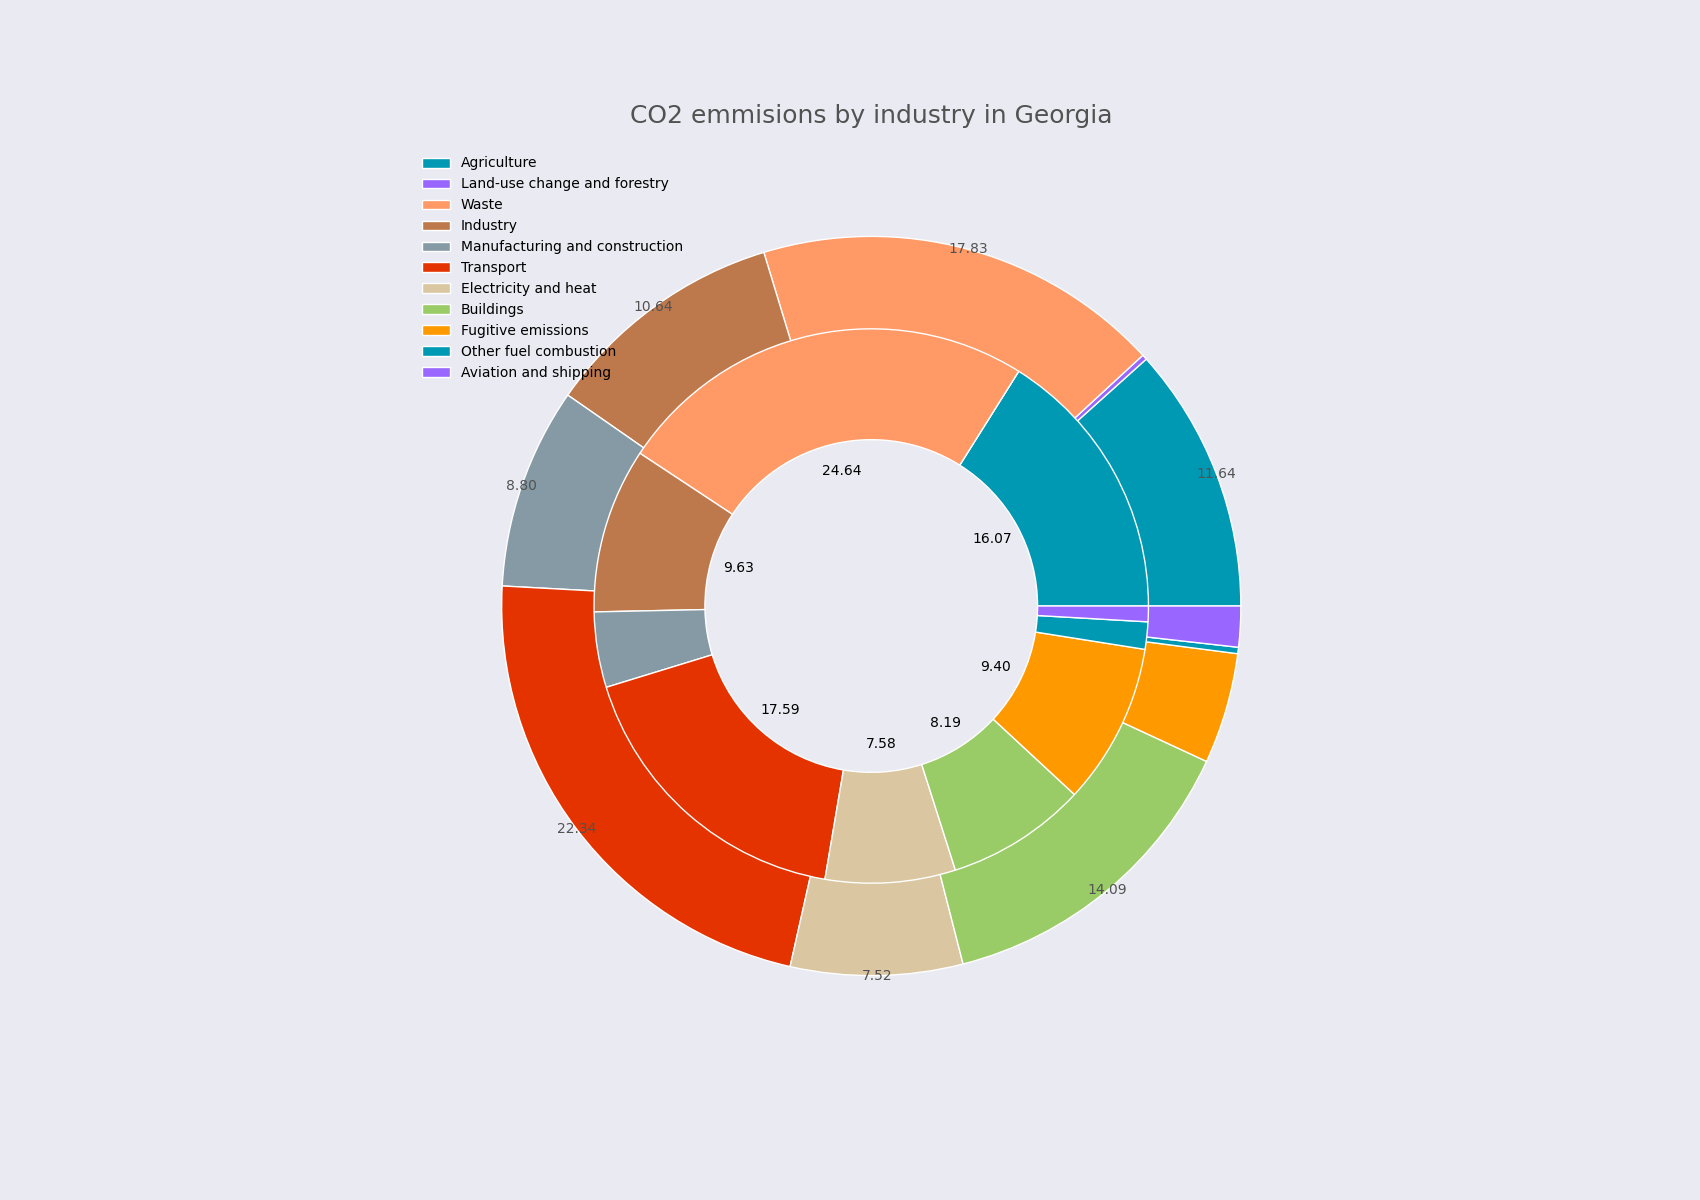 CO2 emmisions by industry in Georgia
Agriculture
Land-use change and forestry
Waste
Industry
Manufacturing and construction
Transport
Electricity and heat
Buildings
Fugitive emissions
Other fuel combustion
Aviation and shipping
17.83
10.64
11.64
8.80
24.64
16.07
9.63
9.40
17.59
8.19
7.58
22.34
14.09
7.52